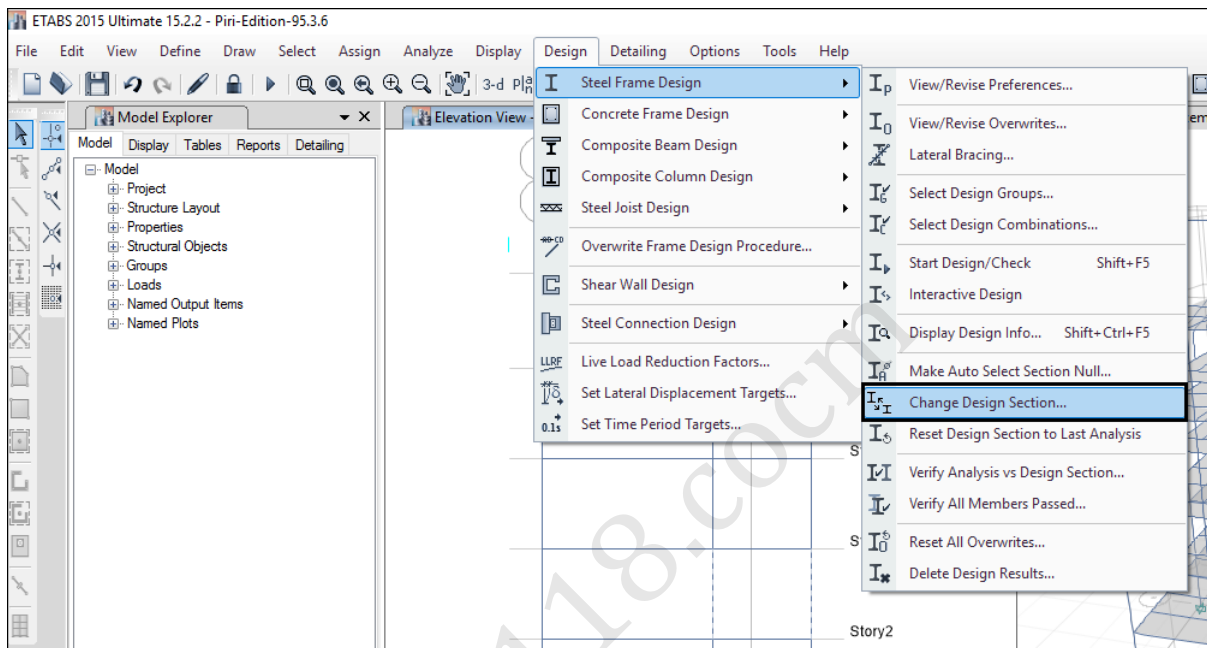 ETABS 2015 Ultimate 15.2.2 - Piri-Edition-95.3.6
File Edit View Define Draw Select Assign Analyze Display Design Detailing Options Tools Help
3-d
Model Explorer
Elevation View -
Model Display Tables Reports Detailing
Model
Project
Structure Layout
Properties
Structural Objects
Groups
Loads
Named Output Items
Named Plots
Steel Frame Design
Concrete Frame Design
Composite Beam Design
Composite Column Design
Steel Joist Design
Overwrite Frame Design Procedure...
Shear Wall Design
Steel Connection Design
LLRF Live Load Reduction Factors...
Set Lateral Displacement Targets...
0.1s Set Time Period Targets...
View/Revise Preferences...
View/Revise Overwrites...
Lateral Bracing...
Select Design Groups...
Select Design Combinations...
Start Design/Check Shift+F5
Interactive Design
Display Design Info... Shift+Ctrl+F5
Make Auto Select Section Null...
Change Design Section...
Reset Design Section to Last Analysis
Verify Analysis vs Design Section...
Verify All Members Passed...
Reset All Overwrites...
Delete Design Results...
Story2
118.cocm